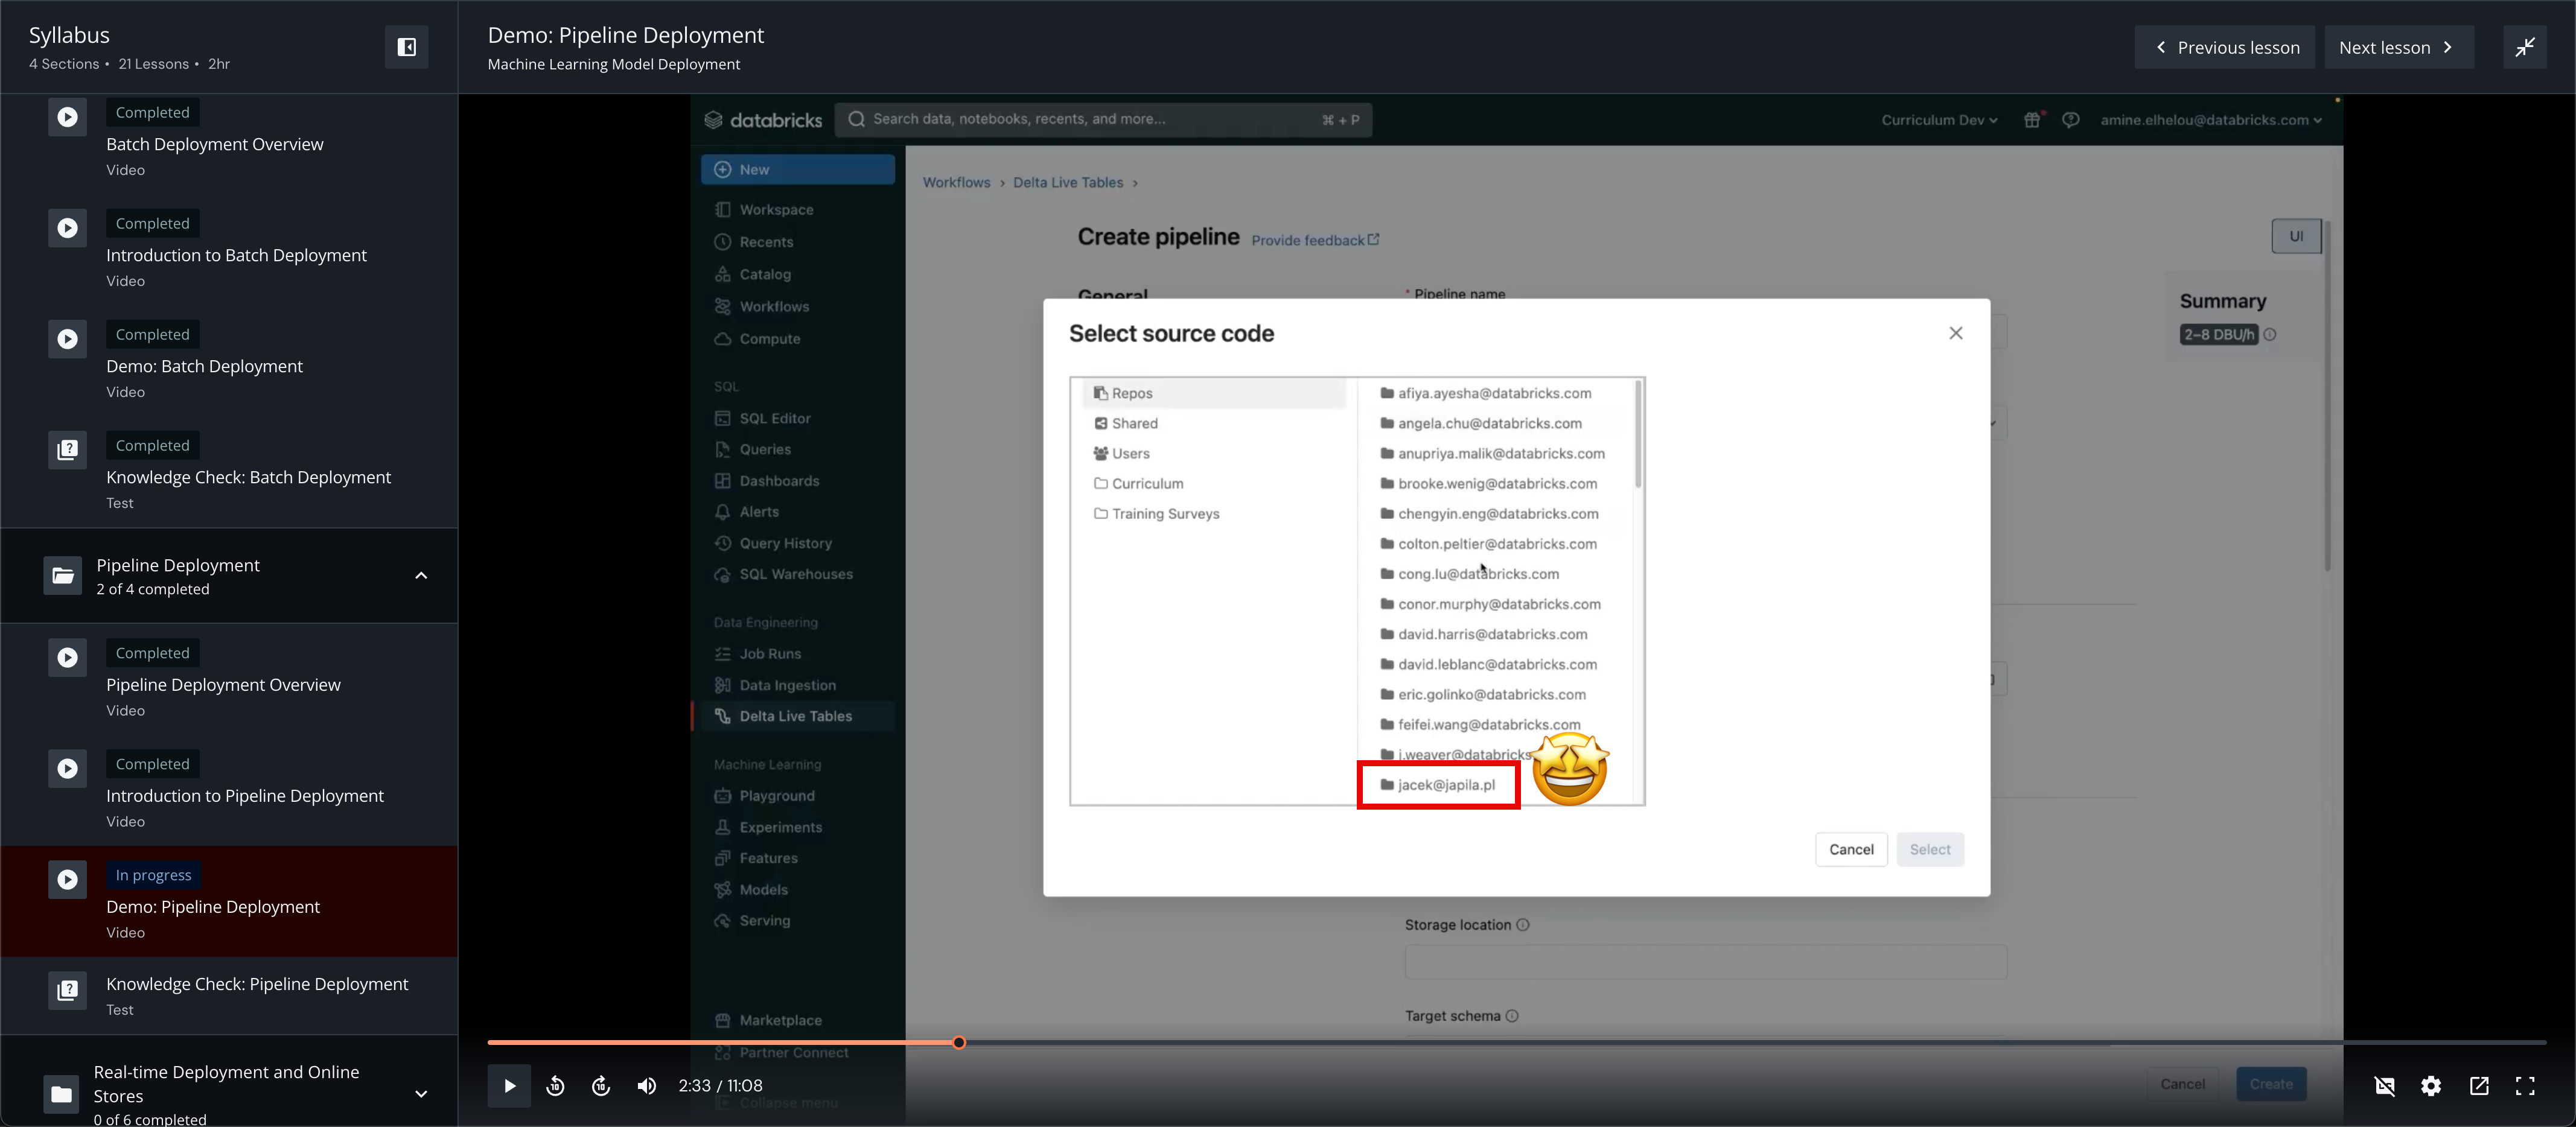 Syllabus
4 Sections • 21 Lessons • 2hr
Completed
Batch Deployment Overview
Video
Completed
Introduction to Batch Deployment
Video
Completed
Demo: Batch Deployment
Video
Completed
Knowledge Check: Batch Deployment
Test
Pipeline Deployment
2 of 4 completed
Completed
Pipeline Deployment Overview
Video
Completed
Introduction to Pipeline Deployment
Video
In progress
Demo: Pipeline Deployment
Video
Knowledge Check: Pipeline Deployment
Test
Real-time Deployment and Online
Stores
0 of 6 completed
Demo: Pipeline Deployment
Machine Learning Model Deployment
Previous lesson
Next lesson
databricks
Search data, notebooks, recents, and more...
⌘ + P
Curriculum Dev
amine.elhelou@databricks.com
New
Workspace
Recents
Catalog
Workflows
Compute
SQL
SQL Editor
Queries
Dashboards
Alerts
Query History
SQL Warehouses
Data Engineering
Job Runs
Data Ingestion
Delta Live Tables
Machine Learning
Playground
Experiments
Features
Models
Serving
Marketplace
Partner Connect
Collapse menu
Workflows › Delta Live Tables ›
Create pipeline
Provide feedback
UI
General
* Pipeline name
Summary
2–8 DBU/h
Select source code
Repos
Shared
Users
Curriculum
Training Surveys
afiya.ayesha@databricks.com
angela.chu@databricks.com
anupriya.malik@databricks.com
brooke.wenig@databricks.com
chengyin.eng@databricks.com
colton.peltier@databricks.com
cong.lu@databricks.com
conor.murphy@databricks.com
david.harris@databricks.com
david.leblanc@databricks.com
eric.golinko@databricks.com
feifei.wang@databricks.com
j.weaver@databricks
jacek@japila.pl
Cancel
Select
Storage location
Target schema
Cancel
Create
2:33 / 11:08